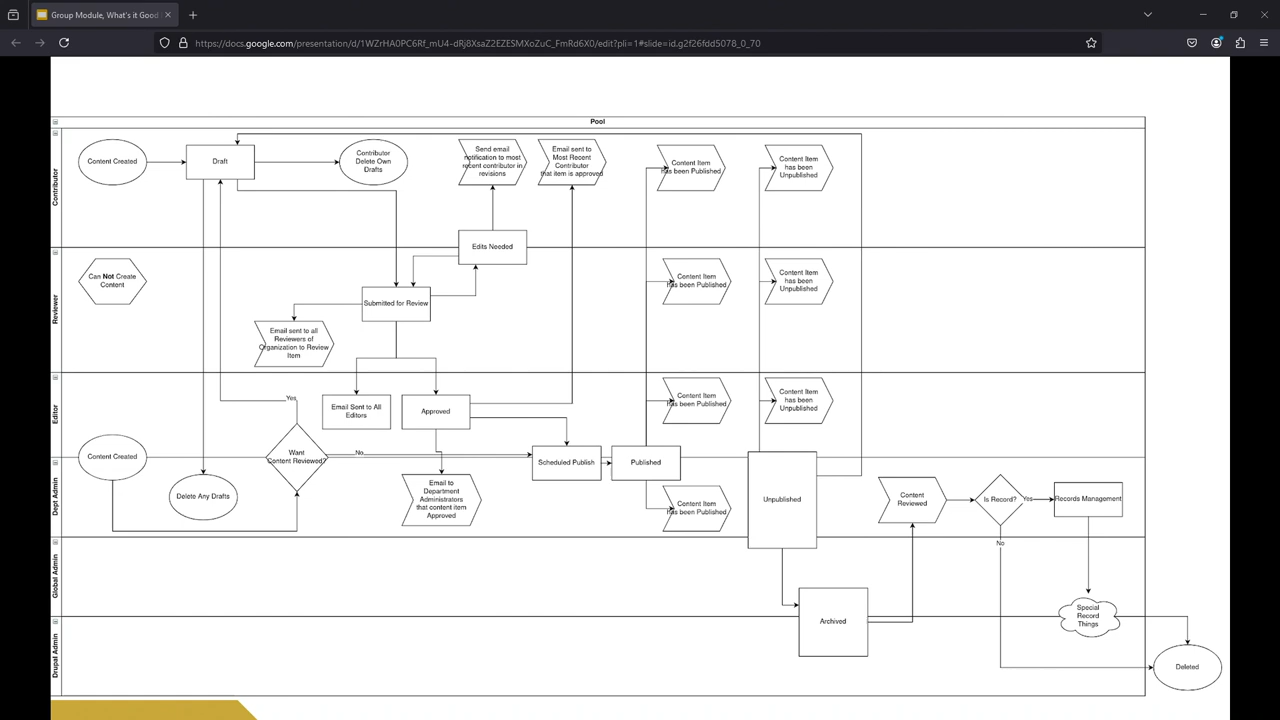 Group Module, What's it Good
https://docs.google.com/presentation/d/1WZrHA0PC6Rf_mU4-dRj8XsaZ2EZESMXoZuC_FmRd6X0/edit?pli=1#slide=id.g2f26fdd5078_0_70
Pool
Contributor
Content Created
Draft
Contributor
Delete Own
Drafts
Send email
notification to most
recent contributor in
revisions
Email sent to
Most Recent
Contributor
that item is approved
Content Item
has been Published
Content Item
has been
Unpublished
Edits Needed
Reviewer
Can Not Create
Content
Submitted for Review
Content Item
has been Published
Content Item
has been
Unpublished
Email sent to all
Reviewers of
Organization to Review
Item
Editor
Yes
Email Sent to All
Editors
Approved
Content Item
has been Published
Content Item
has been
Unpublished
Content Created
Want
Content Reviewed?
No
Scheduled Publish
Published
Dept Admin
Delete Any Drafts
Email to
Department
Administrators
that content item
Approved
Content Item
has been Published
Unpublished
Content
Reviewed
Is Record?
Yes
Records Management
No
Global Admin
Special
Record
Things
Archived
Drupal Admin
Deleted